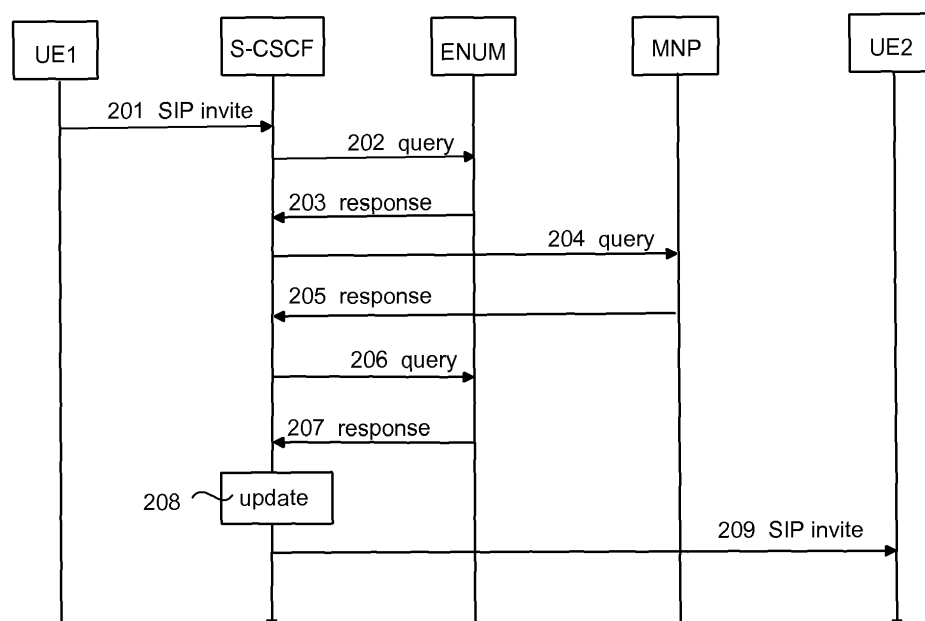 UE1
S-CSCF
ENUM
MNP
UE2
201 SIP invite
202 query
203 response
204 query
205 response
206 query
207 response
208 update
209 SIP invite